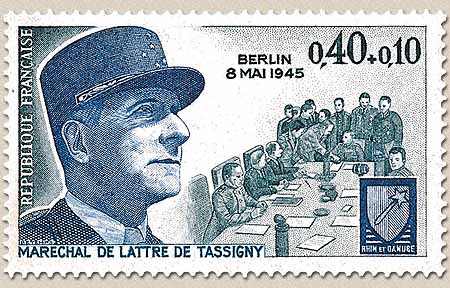 BERLIN
8 MAI 1945
0,40+0,10
REPUBLIQUE FRANÇAISE
MARECHAL DE LATTRE DE TASSIGNY
RHIN ET DANUBE